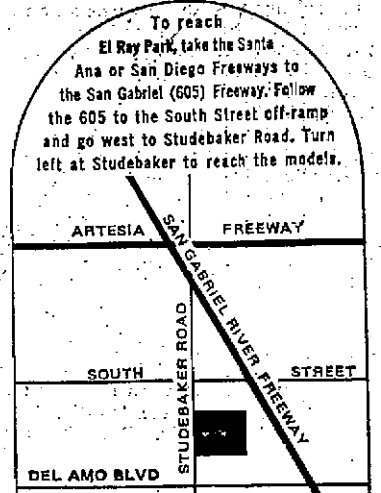 To reach
El Rey Park, take the Santa
Ana or San Diego Freeways to
the San Gabriel (605) Freeway. Follow
the 605 to the South Street off-ramp
and go west to Studebaker Road. Turn
left at Studebaker to reach the models.
ARTESIA FREEWAY
SAN GABRIEL RIVER FREEWAY
STUDEBAKER ROAD
SOUTH STREET
DEL AMO BLVD